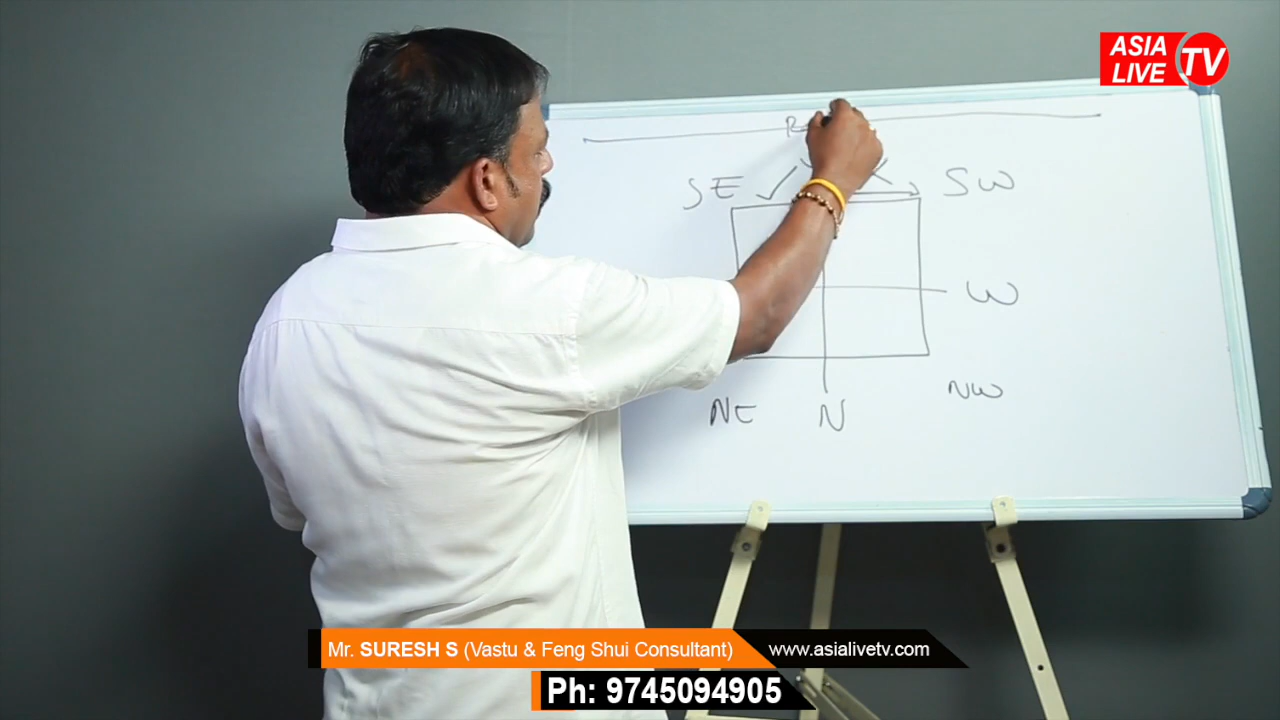 ASIA
LIVE TV
SE
SW
W
NW
NE N
Mr. SURESH S (Vastu & Feng Shui Consultant) www.asialivetv.com
Ph: 9745094905